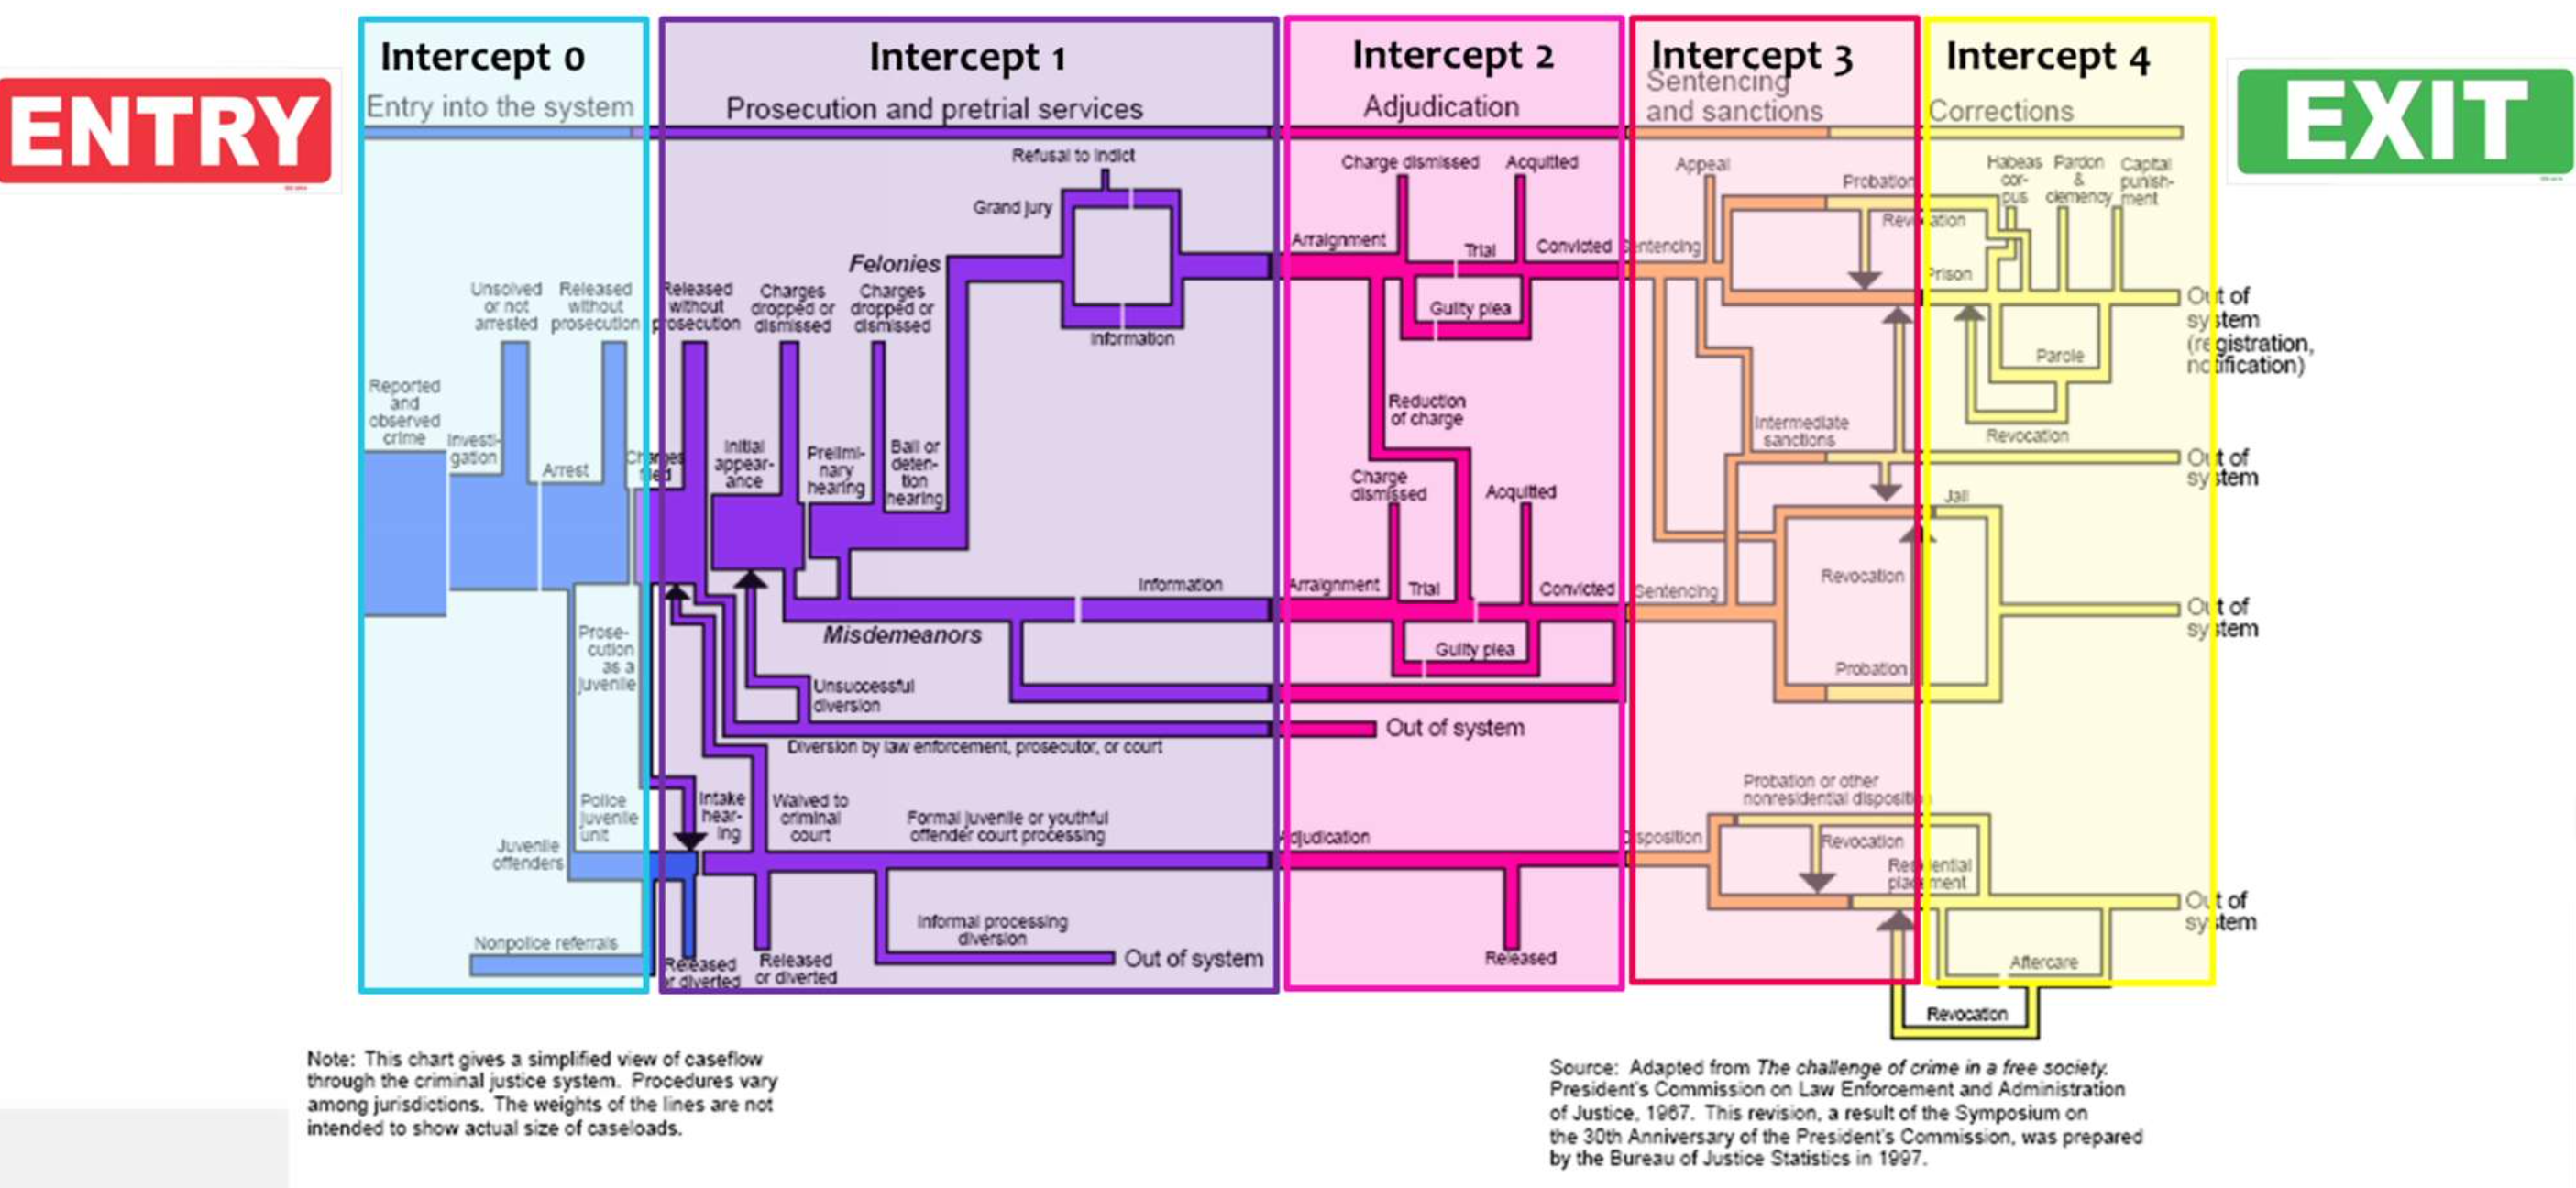 ENTRY
EXIT
Intercept 0
Intercept 1
Intercept 2
Intercept 3
Intercept 4
Entry into the system
Prosecution and pretrial services
Adjudication
Sentencing
and sanctions
Corrections
Reported
and
observed
crime
Investi-
gation
Unsolved
or not
arrested
Arrest
Released
without
prosecution
Charges
filed
Prose-
cution
as a
juvenile
Police
juvenile
unit
Juvenile
offenders
Nonpolice referrals
Released
without
prosecution
Charges
dropped or
dismissed
Charges
dropped or
dismissed
Initial
appear-
ance
Prelimi-
nary
hearing
Bail or
deten-
tion
hearing
Felonies
Grand jury
Refusal to indict
Information
Information
Misdemeanors
Unsuccessful
diversion
Diversion by law enforcement, prosecutor, or court
Intake
hear-
ing
Waived to
criminal
court
Formal juvenile or youthful
offender court processing
Released
or diverted
Released
or diverted
Informal processing
diversion
Out of system
Charge dismissed
Acquitted
Arraignment
Trial
Convicted
Guilty plea
Reduction
of charge
Charge
dismissed
Acquitted
Arraignment
Trial
Convicted
Guilty plea
Out of system
Adjudication
Released
Appeal
Sentencing
Probation
Revocation
Prison
Intermediate
sanctions
Sentencing
Jail
Revocation
Probation
Probation or other
nonresidential disposition
Disposition
Revocation
Residential
placement
Habeas
cor-
pus
Pardon
&
clemency
Capital
punish-
ment
Parole
Revocation
Out of
system
(registration,
notification)
Out of
system
Out of
system
Out of
system
Aftercare
Revocation
Note: This chart gives a simplified view of caseflow
through the criminal justice system. Procedures vary
among jurisdictions. The weights of the lines are not
intended to show actual size of caseloads.
Source: Adapted from The challenge of crime in a free society.
President's Commission on Law Enforcement and Administration
of Justice, 1967. This revision, a result of the Symposium on
the 30th Anniversary of the President's Commission, was prepared
by the Bureau of Justice Statistics in 1997.